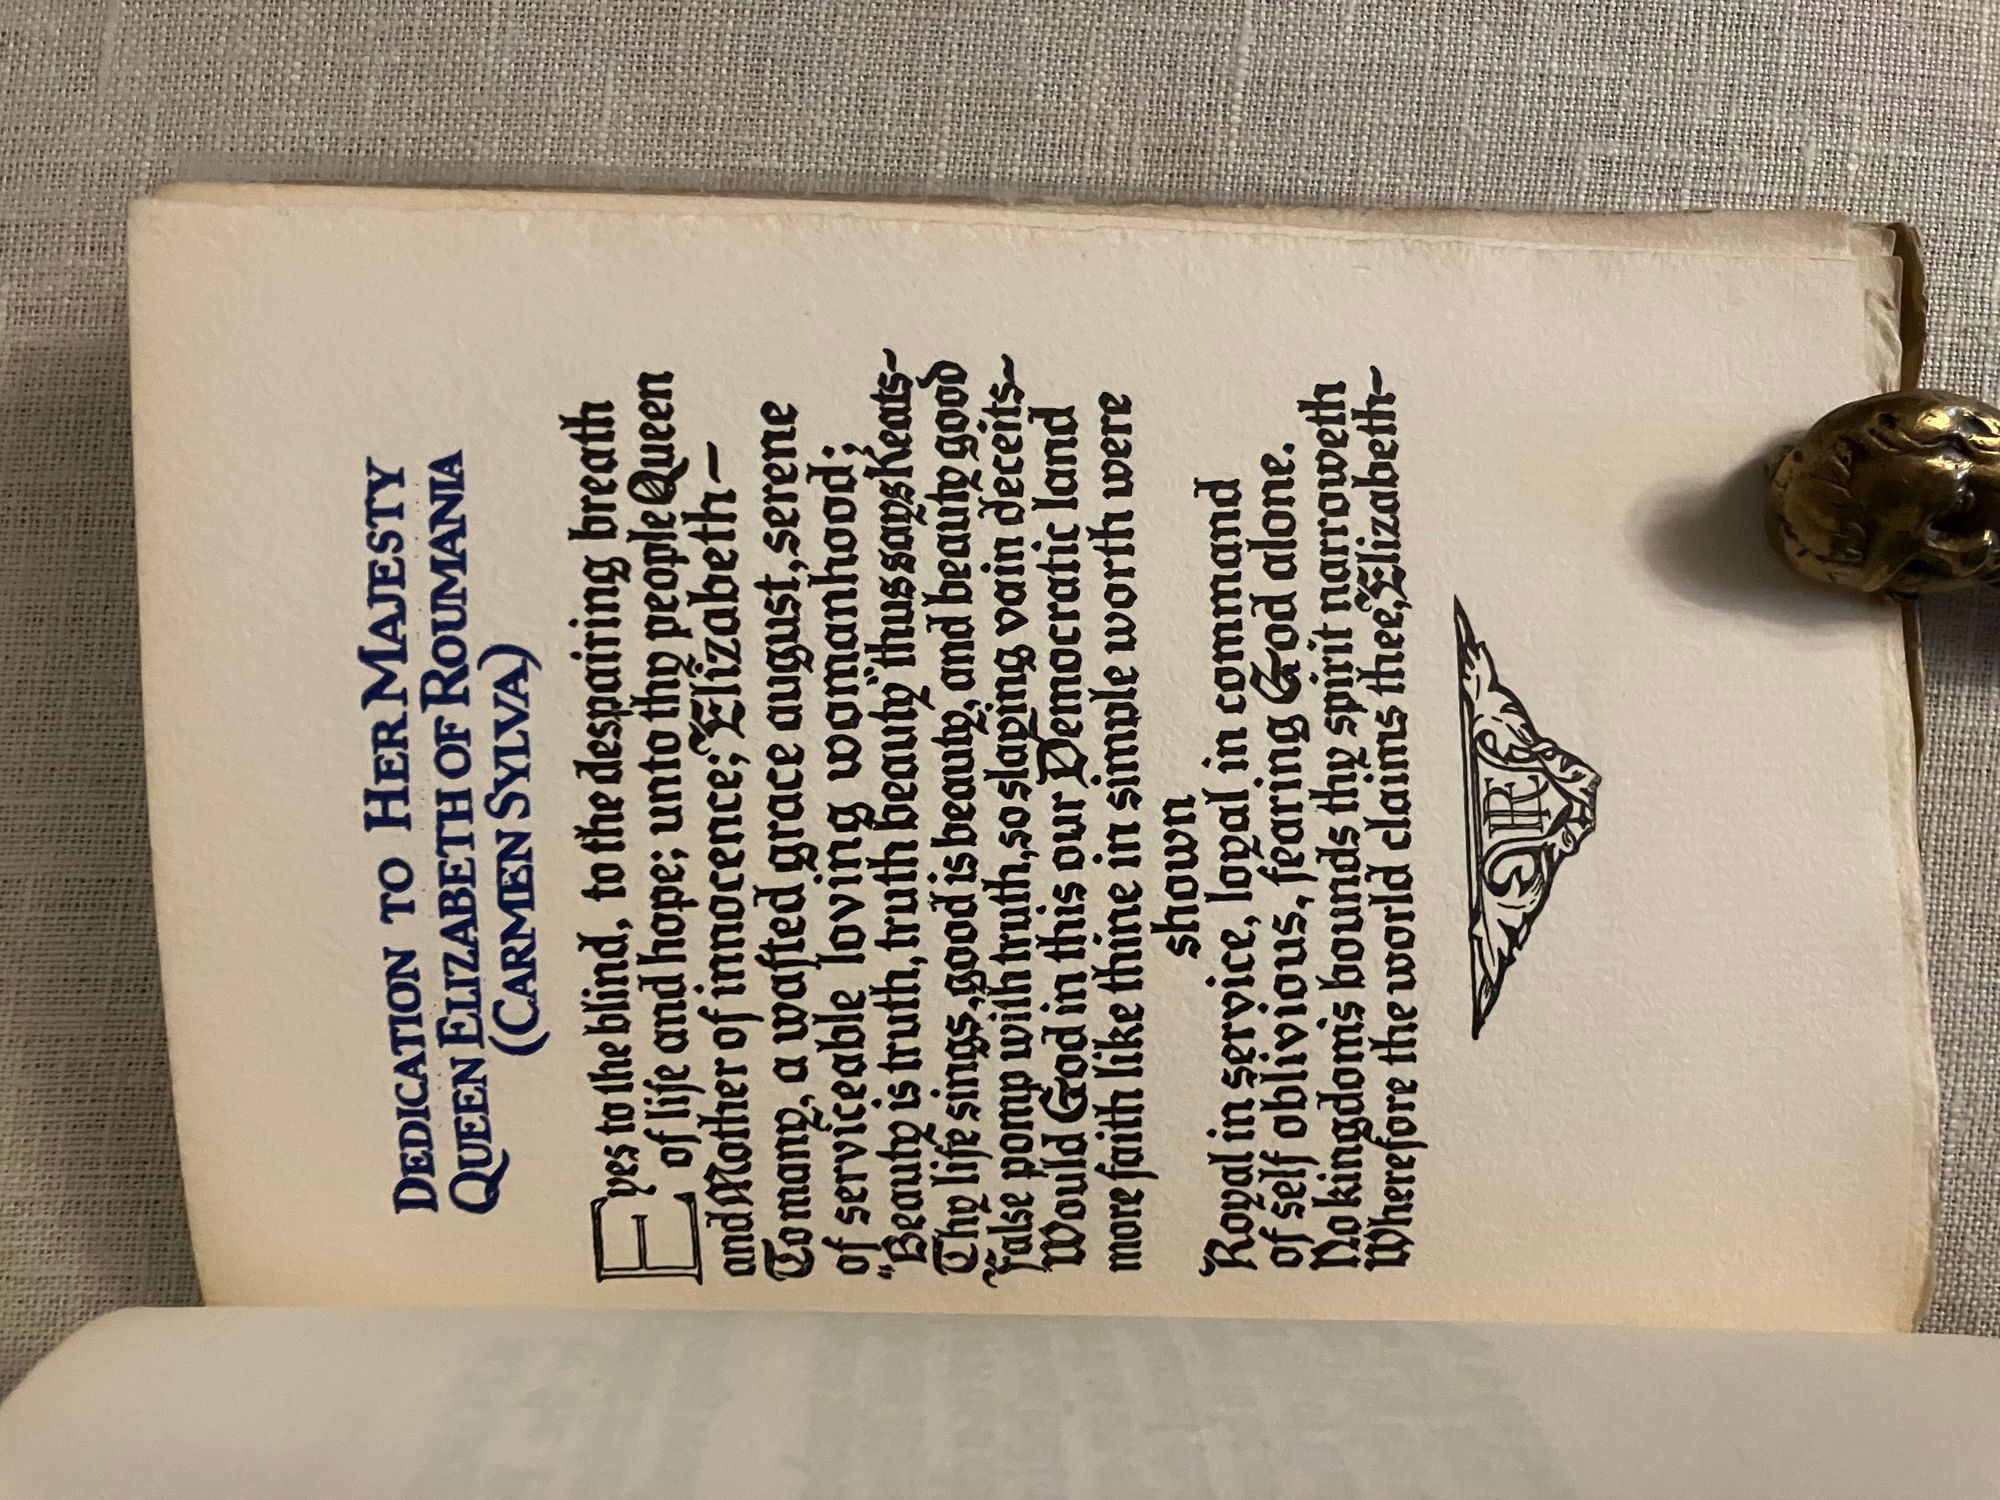 DEDICATION TO HER MAJESTY
QUEEN ELIZABETH OF ROUMANIA
(CARMEN SYLVA)
Eyes to the blind, to the despairing breath
of life and hope; unto thy people Queen
and Mother of innocence; Elizabeth—
To many, a wafted grace august, serene
of serviceable loving womanhood;
"Beauty is truth, truth beauty" thus says Keats—
Thy life sings, good is beauty, and beauty good
False pomp with truth, so slaying vain deceits—
Would God in this our Democratic land
more faith like thine in simple worth were
shown
Royal in service, loyal in command
of self oblivious, fearing God alone.
No kingdom's bounds thy spirit narroweth
Wherefore the world claims thee, Elizabeth—